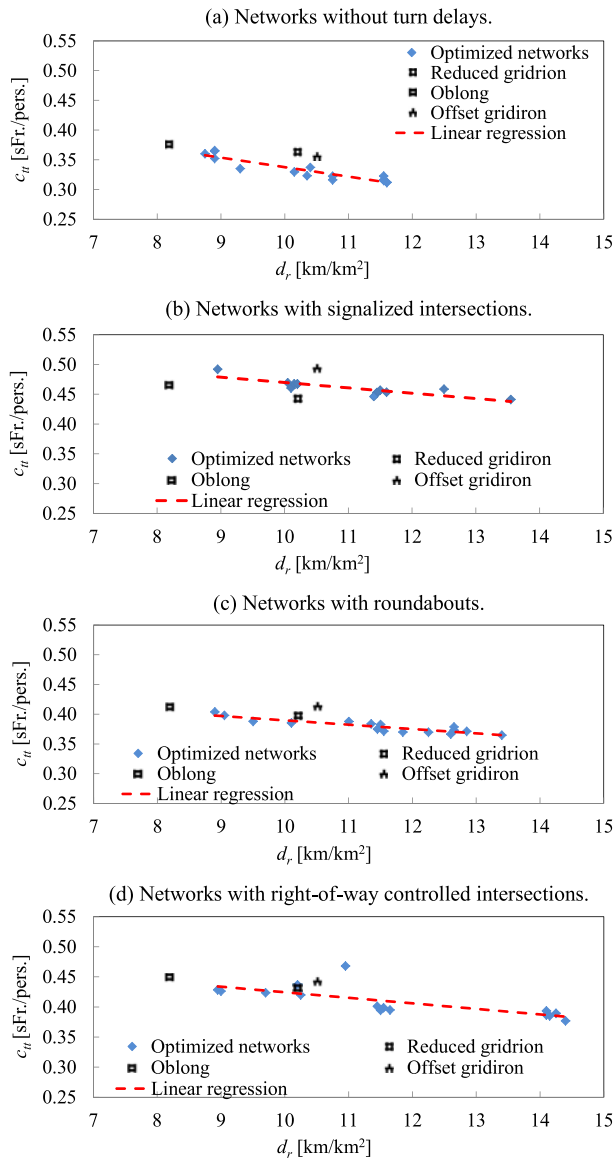 (a) Networks without turn delays.
0.55
0.50
0.45
0.40
0.35
0.30
0.25
c_tt [sFr./pers.]
Optimized networks
Reduced gridrion
Oblong
Offset gridiron
Linear regression
7 8 9 10 11 12 13 14 15
d_r [km/km²]
(b) Networks with signalized intersections.
0.55
0.50
0.45
0.40
0.35
0.30
0.25
c_tt [sFr./pers.]
Optimized networks Reduced gridrion
Oblong Offset gridiron
Linear regression
7 8 9 10 11 12 13 14 15
d_r [km/km²]
(c) Networks with roundabouts.
0.55
0.50
0.45
0.40
0.35
0.30
0.25
c_tt [sFr./pers.]
Optimized networks Reduced gridrion
Oblong Offset gridiron
Linear regression
7 8 9 10 11 12 13 14 15
d_r [km/km²]
(d) Networks with right-of-way controlled intersections.
0.55
0.50
0.45
0.40
0.35
0.30
0.25
c_tt [sFr./pers.]
Optimized networks Reduced gridrion
Oblong Offset gridiron
Linear regression
7 8 9 10 11 12 13 14 15
d_r [km/km²]